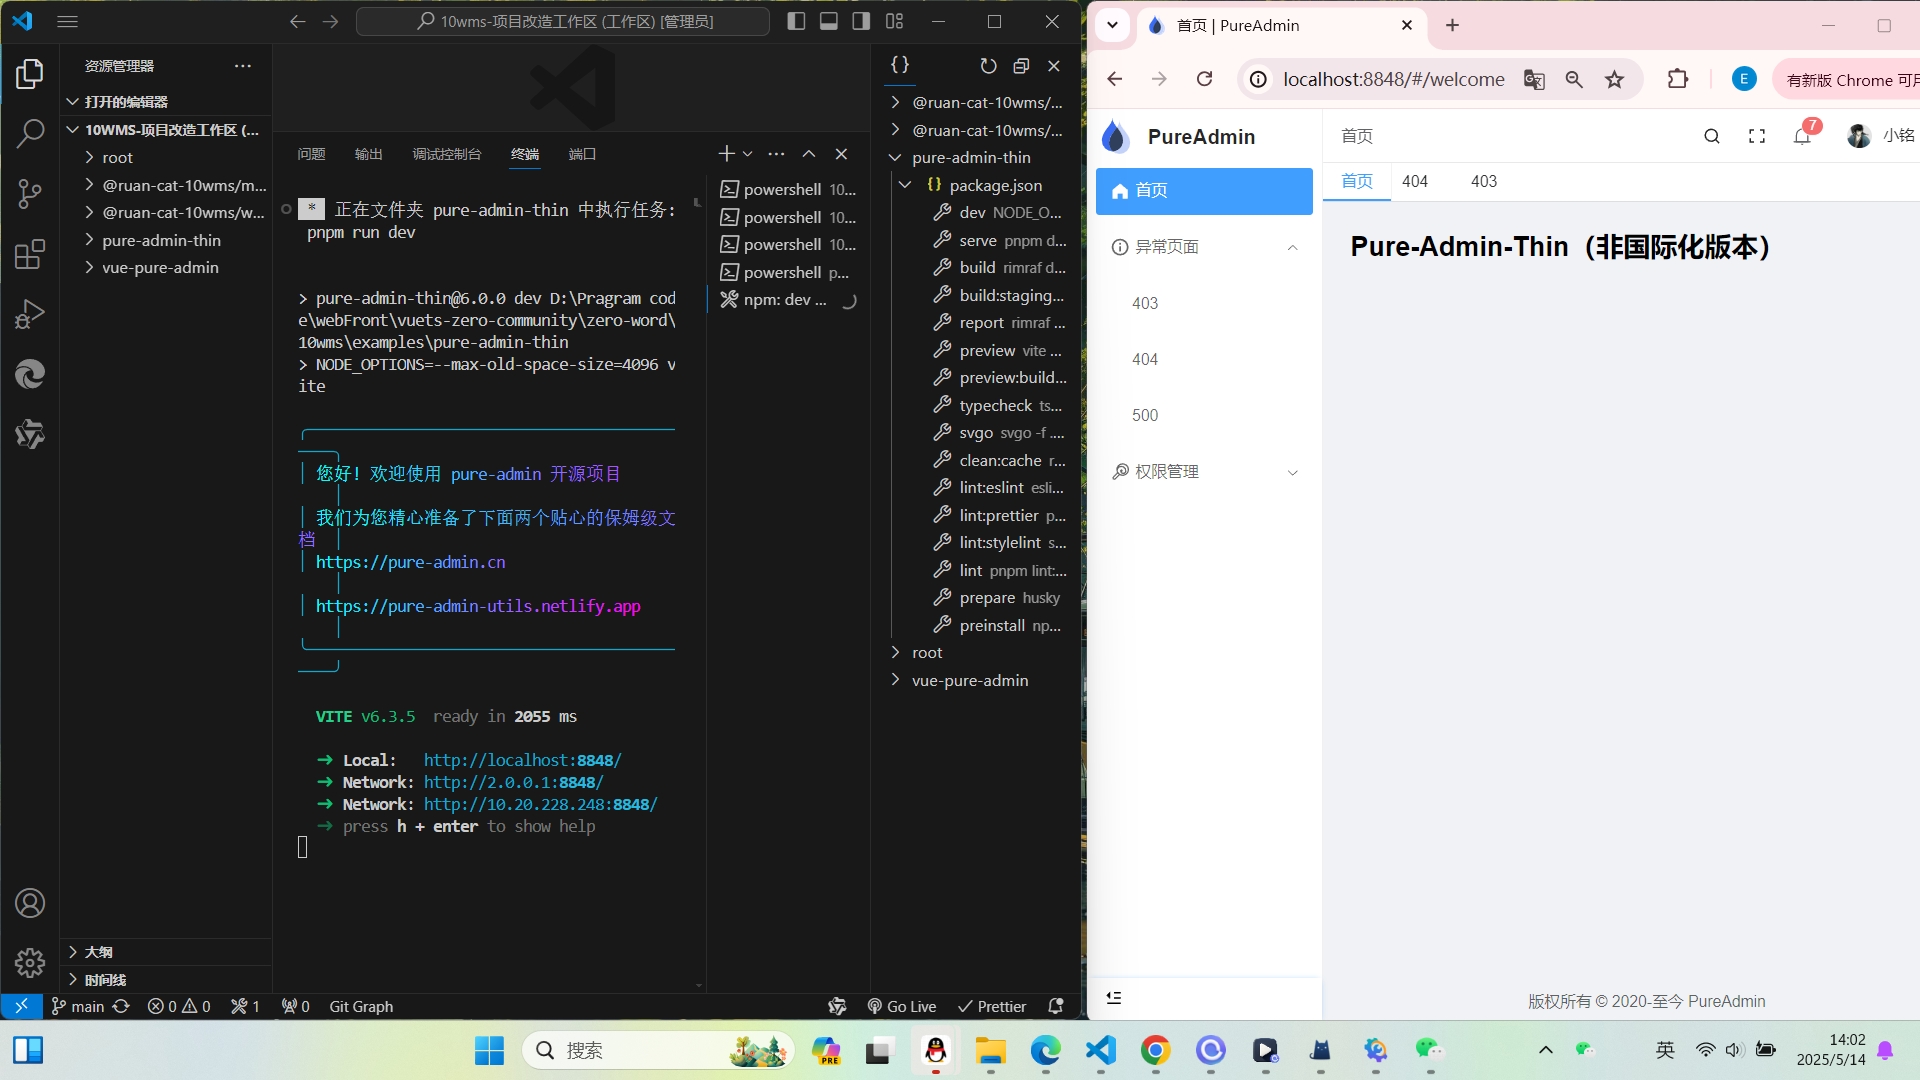 10wms-项目改造工作区 (工作区) [管理员]
资源管理器
打开的编辑器
10WMS-项目改造工作区 (...
root
@ruan-cat-10wms/m...
@ruan-cat-10wms/w...
pure-admin-thin
vue-pure-admin
大纲
时间线
问题 输出 调试控制台 终端 端口
* 正在文件夹 pure-admin-thin 中执行任务:
pnpm run dev
> pure-admin-thin@6.0.0 dev D:\Pragram cod
e\webFront\vuets-zero-community\zero-word\
10wms\examples\pure-admin-thin
> NODE_OPTIONS=--max-old-space-size=4096 v
ite
您好! 欢迎使用 pure-admin 开源项目
我们为您精心准备了下面两个贴心的保姆级文
档
https://pure-admin.cn
https://pure-admin-utils.netlify.app
VITE v6.3.5 ready in 2055 ms
➜ Local: http://localhost:8848/
➜ Network: http://2.0.0.1:8848/
➜ Network: http://10.20.228.248:8848/
➜ press h + enter to show help
powershell 10...
powershell 10...
powershell 10...
powershell p...
npm: dev ...
{}
@ruan-cat-10wms/...
@ruan-cat-10wms/...
pure-admin-thin
{} package.json
dev NODE_O...
serve pnpm d...
build rimraf d...
build:staging...
report rimraf ...
preview vite ...
preview:build...
typecheck ts...
svgo svgo -f ....
clean:cache r...
lint:eslint esli...
lint:prettier p...
lint:stylelint s...
lint pnpm lint:...
prepare husky
preinstall np...
root
vue-pure-admin
main 0 0 1 0 Git Graph Go Live Prettier
首页 | PureAdmin
localhost:8848/#/welcome
E
有新版 Chrome 可用
PureAdmin
首页
异常页面
403
404
500
权限管理
首页
7
小铭
首页 404 403
Pure-Admin-Thin（非国际化版本）
版权所有 © 2020-至今 PureAdmin
搜索
PRE
英
14:02
2025/5/14